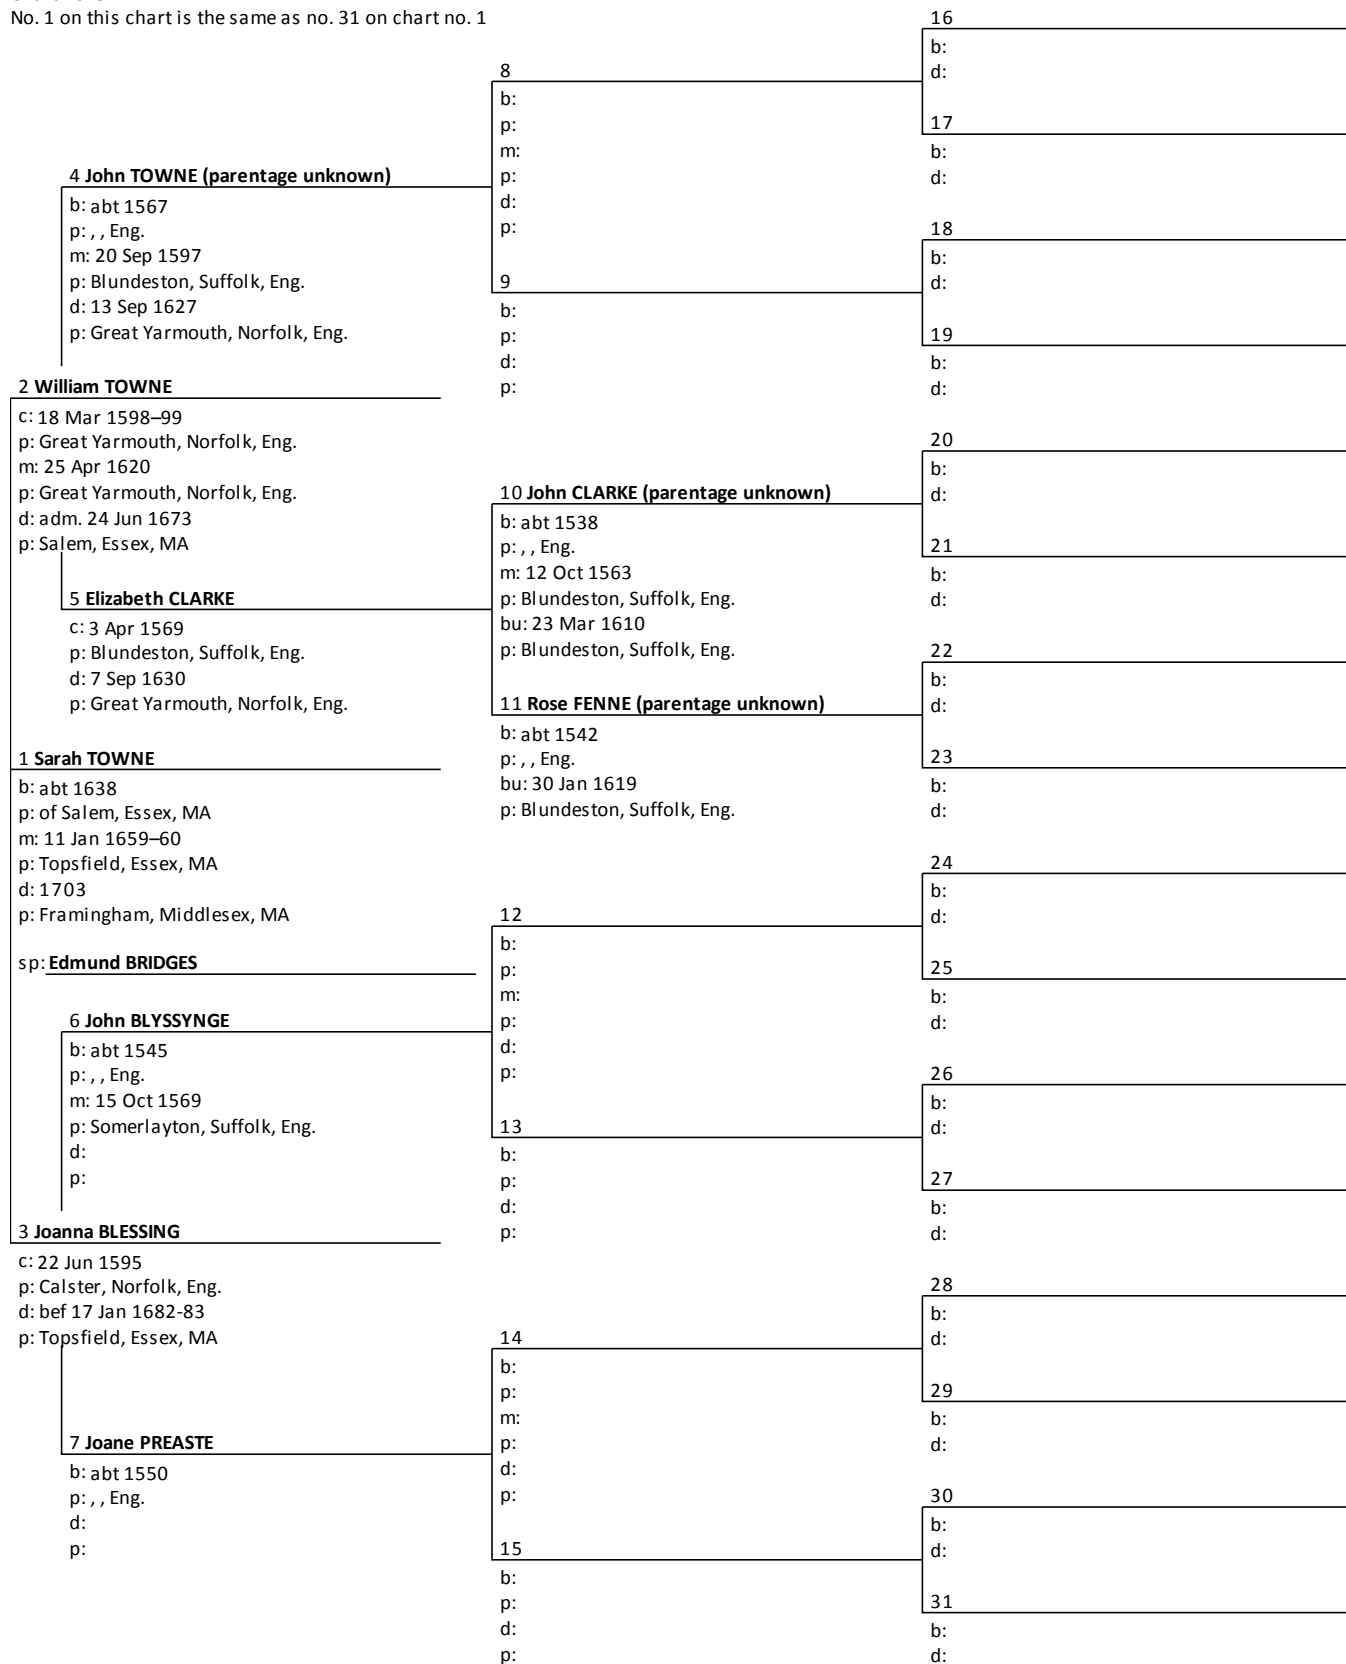 No. 1 on this chart is the same as no. 31 on chart no. 1
16
b:
d:
8
b:
p:
m:
p:
d:
p:
17
b:
d:
4 John TOWNE (parentage unknown)
b: abt 1567
p: , , Eng.
m: 20 Sep 1597
p: Blundeston, Suffolk, Eng.
d: 13 Sep 1627
p: Great Yarmouth, Norfolk, Eng.
18
b:
d:
9
b:
p:
d:
p:
19
b:
d:
2 William TOWNE
c: 18 Mar 1598–99
p: Great Yarmouth, Norfolk, Eng.
m: 25 Apr 1620
p: Great Yarmouth, Norfolk, Eng.
d: adm. 24 Jun 1673
p: Salem, Essex, MA
20
b:
d:
10 John CLARKE (parentage unknown)
b: abt 1538
p: , , Eng.
m: 12 Oct 1563
p: Blundeston, Suffolk, Eng.
bu: 23 Mar 1610
p: Blundeston, Suffolk, Eng.
21
b:
d:
5 Elizabeth CLARKE
c: 3 Apr 1569
p: Blundeston, Suffolk, Eng.
d: 7 Sep 1630
p: Great Yarmouth, Norfolk, Eng.
22
b:
d:
11 Rose FENNE (parentage unknown)
b: abt 1542
p: , , Eng.
bu: 30 Jan 1619
p: Blundeston, Suffolk, Eng.
23
b:
d:
1 Sarah TOWNE
b: abt 1638
p: of Salem, Essex, MA
m: 11 Jan 1659–60
p: Topsfield, Essex, MA
d: 1703
p: Framingham, Middlesex, MA
sp: Edmund BRIDGES
24
b:
d:
12
b:
p:
m:
p:
d:
p:
25
b:
d:
6 John BLYSSYNGE
b: abt 1545
p: , , Eng.
m: 15 Oct 1569
p: Somerlayton, Suffolk, Eng.
d:
p:
26
b:
d:
13
b:
p:
d:
p:
27
b:
d:
3 Joanna BLESSING
c: 22 Jun 1595
p: Calster, Norfolk, Eng.
d: bef 17 Jan 1682-83
p: Topsfield, Essex, MA
28
b:
d:
14
b:
p:
m:
p:
d:
p:
29
b:
d:
7 Joane PREASTE
b: abt 1550
p: , , Eng.
d:
p:
30
b:
d:
15
b:
p:
d:
p:
31
b:
d: